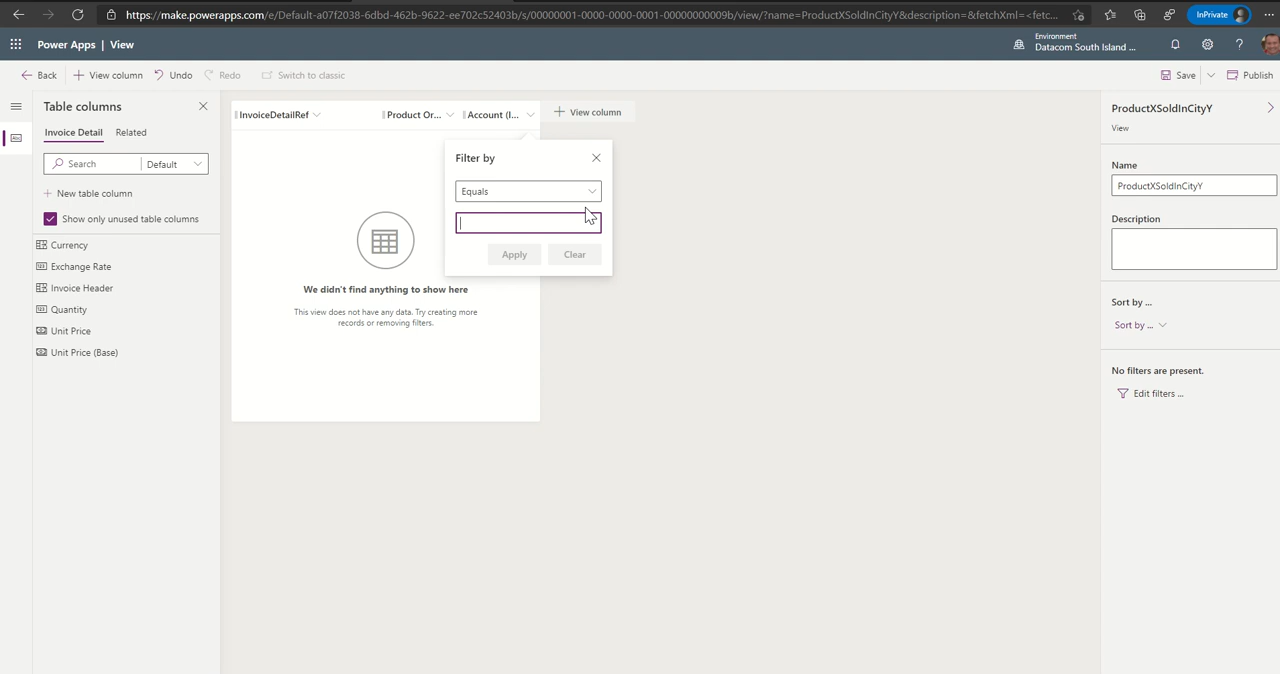 https://make.powerapps.com/e/Default-a07f2038-6dbd-462b-9622-ee702c52403b/s/00000001-0000-0000-0001-00000000009b/view/?name=ProductXSoldInCityY&description=&fetchXml=<fetc...
InPrivate
Power Apps | View
Environment
Datacom South Island ...
?
Back
View column
Undo
Redo
Switch to classic
Save
Publish
Table columns
Invoice Detail
Related
Search
Default
New table column
Show only unused table columns
Currency
Exchange Rate
Invoice Header
Quantity
Unit Price
Unit Price (Base)
InvoiceDetailRef
Product Or...
Account (I...
View column
Filter by
Equals
Apply
Clear
We didn't find anything to show here
This view does not have any data. Try creating more
records or removing filters.
ProductXSoldInCityY
View
Name
ProductXSoldInCityY
Description
Sort by ...
Sort by ...
No filters are present.
Edit filters ...